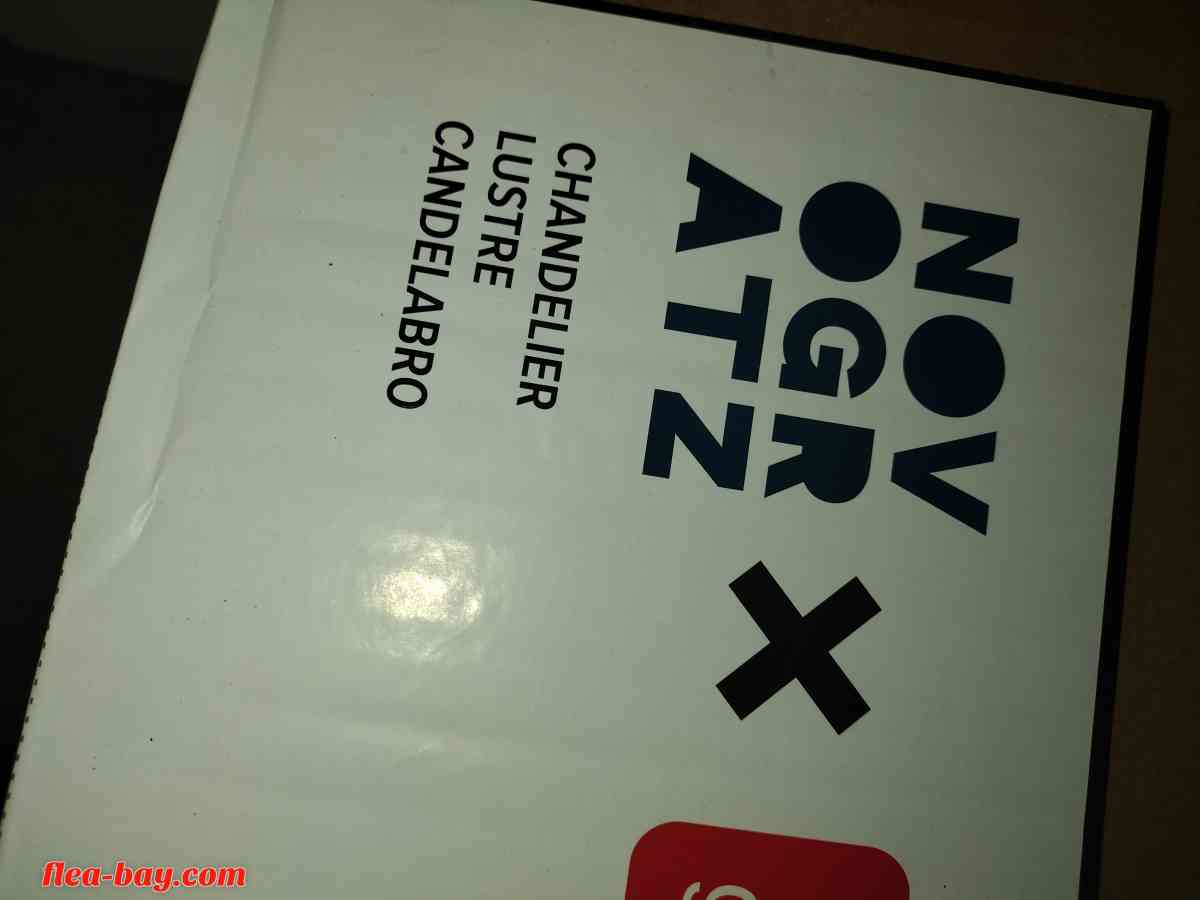 NOV
OGR
ATZ
X
CHANDELIER
LUSTRE
CANDELABRO
g
flea-bay.com